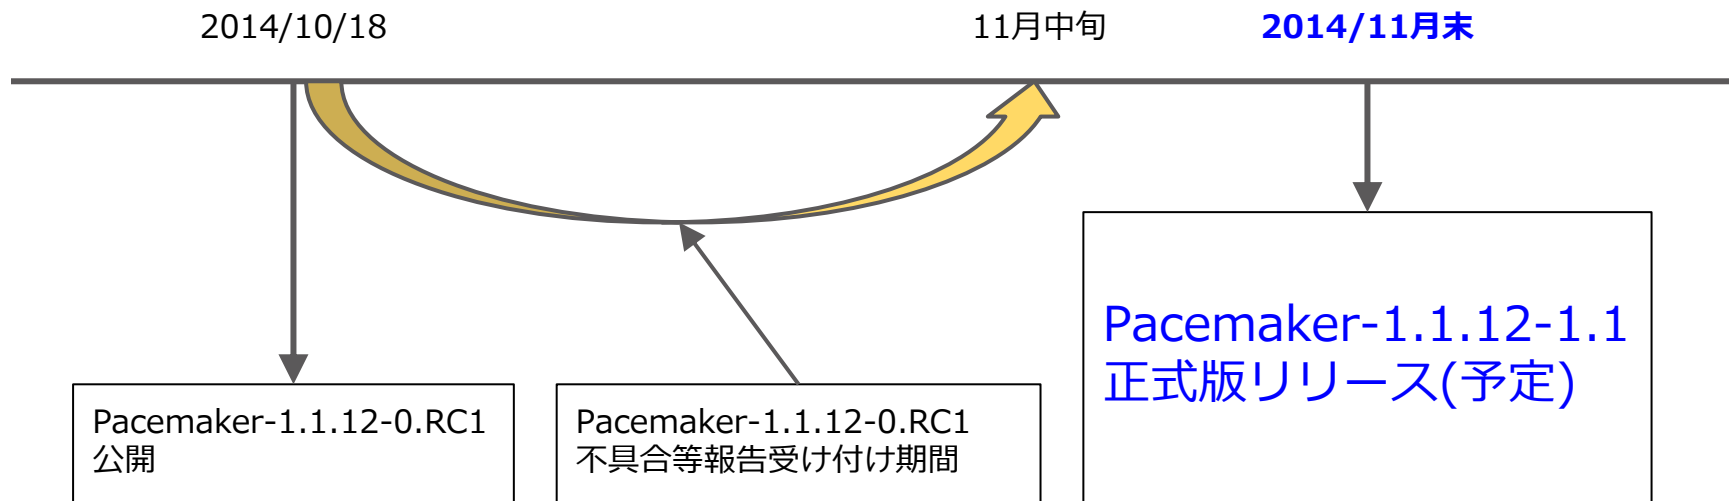 2014/10/18
11月中旬
2014/11月末
Pacemaker-1.1.12-0.RC1
公開
Pacemaker-1.1.12-0.RC1
不具合等報告受け付け期間
Pacemaker-1.1.12-1.1
正式版リリース(予定)